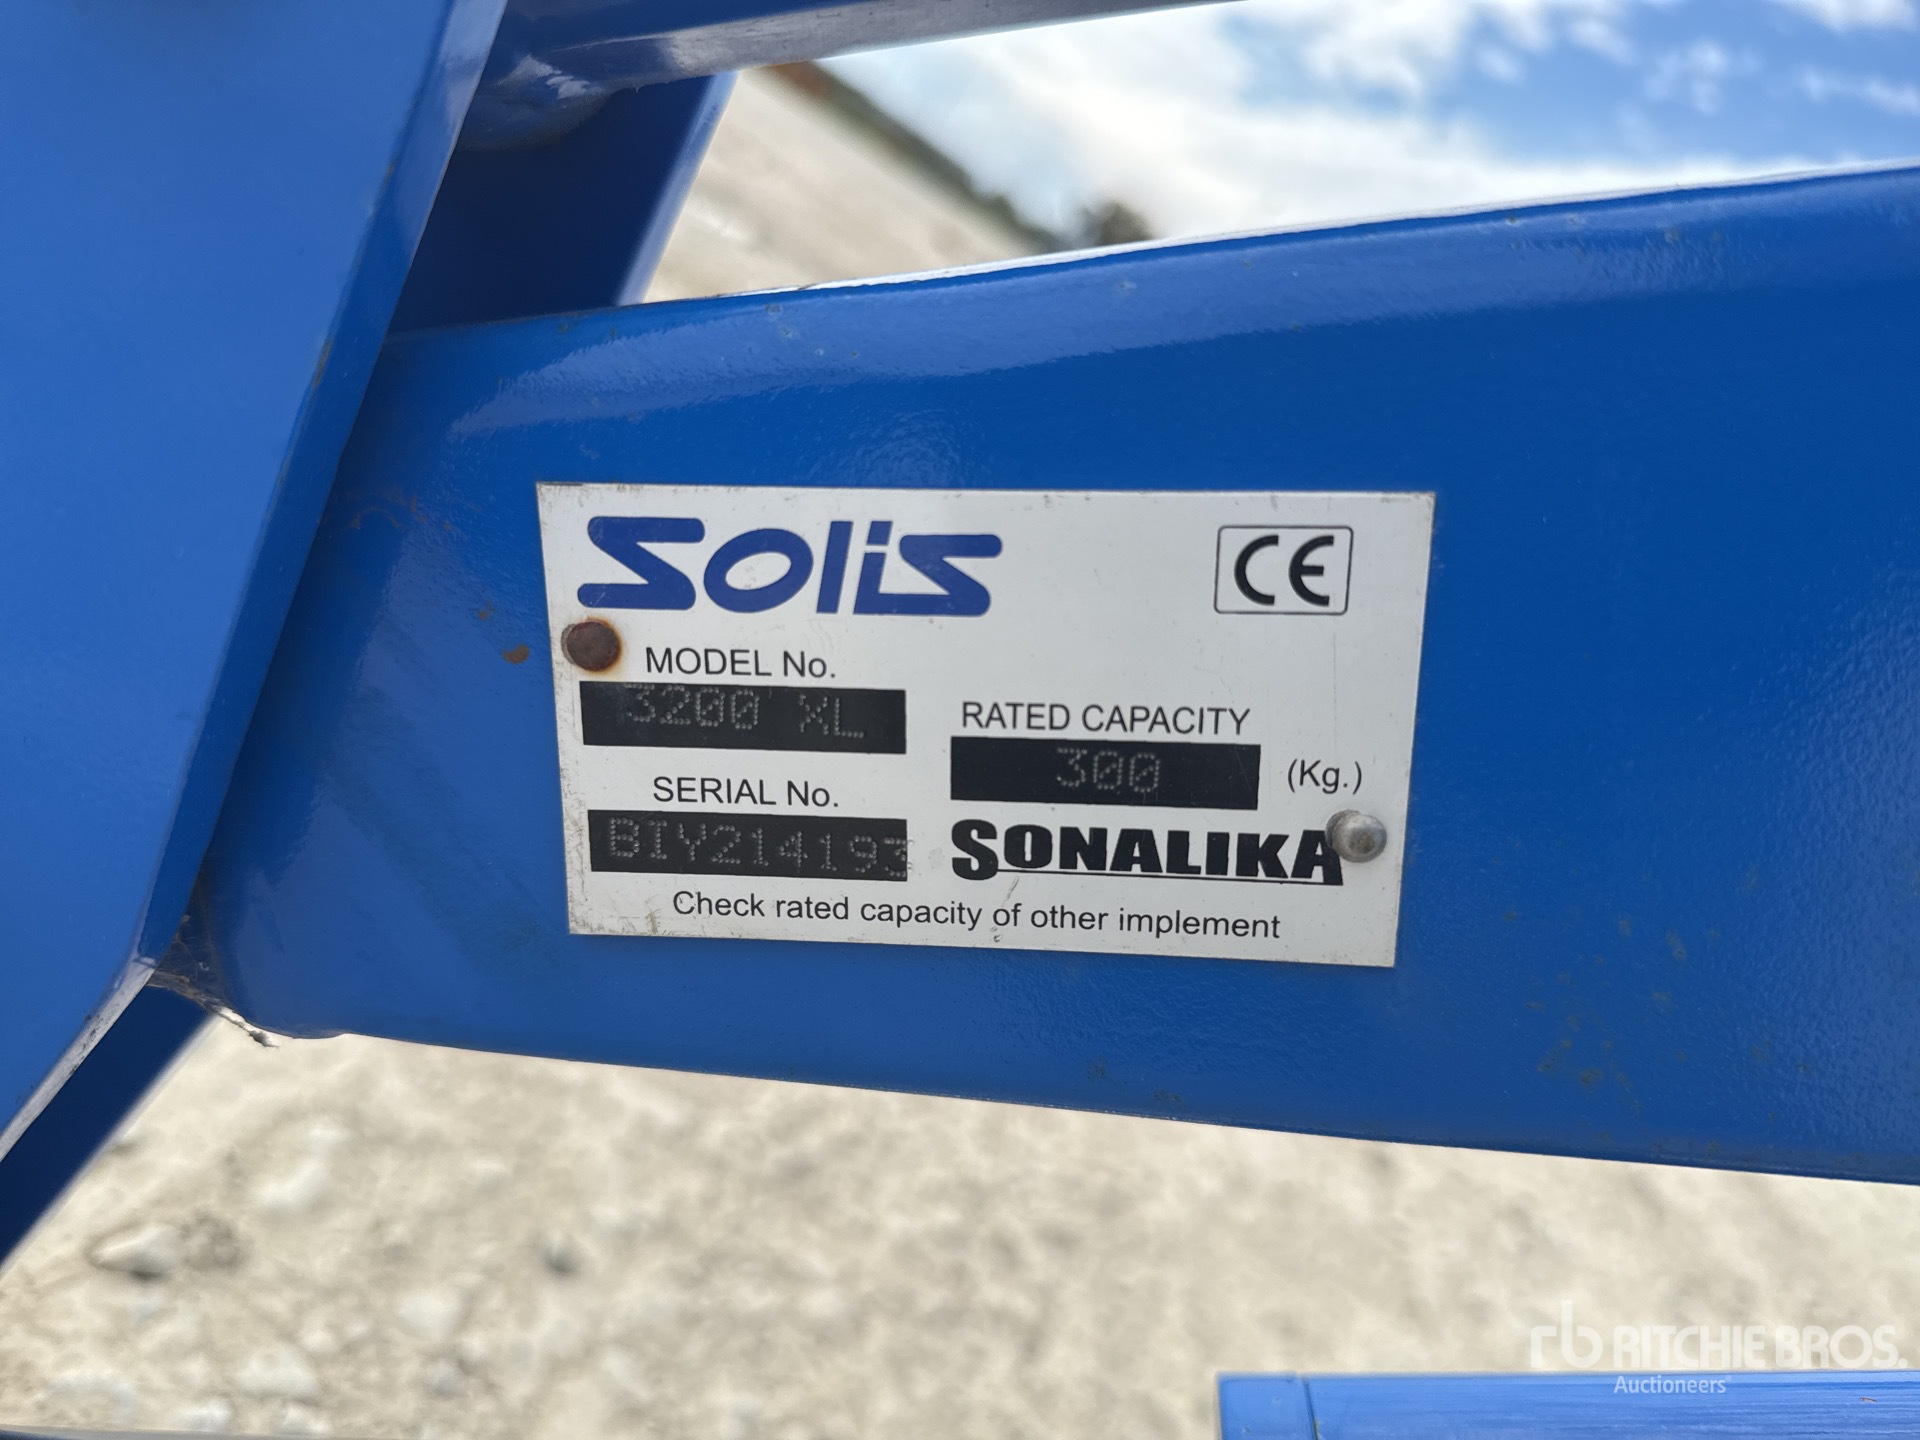 Solis CE
MODEL No.
3200 XL
RATED CAPACITY
300 (Kg.)
SERIAL No.
BIY214193
SONALIKA
Check rated capacity of other implement
rb RITCHIE BROS.
Auctioneers